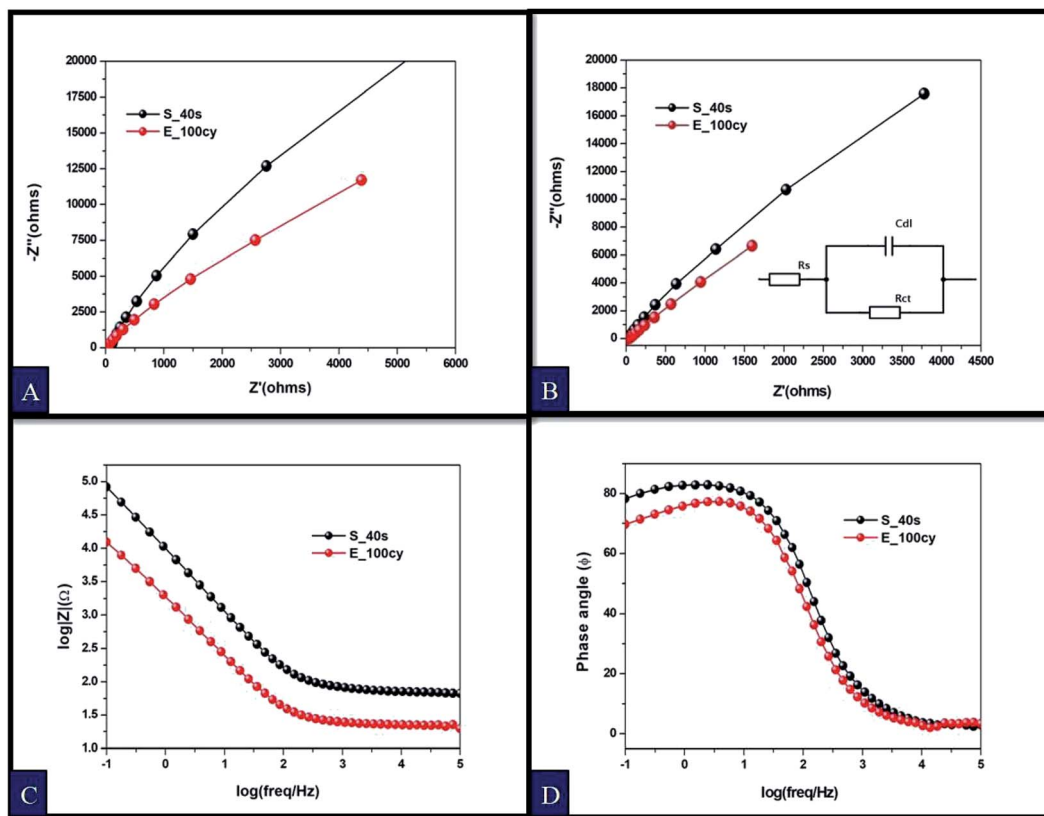 20000
17500
15000
12500
10000
7500
5000
2500
0
-Z"(ohms)
S_40s
E_100cy
0 1000 2000 3000 4000 5000 6000
Z'(ohms)
A
20000
18000
16000
14000
12000
10000
8000
6000
4000
2000
0
-Z"(ohms)
S_40s
E_100cy
Cdl
Rs
Rct
0 500 1000 1500 2000 2500 3000 3500 4000 4500
Z'(ohms)
B
5.0
4.5
4.0
3.5
3.0
2.5
2.0
1.5
1.0
log|Z|(Ω)
S_40s
E_100cy
-1 0 1 2 3 4 5
log(freq/Hz)
C
80
60
40
20
0
Phase angle (ϕ)
S_40s
E_100cy
-1 0 1 2 3 4 5
log(freq/Hz)
D